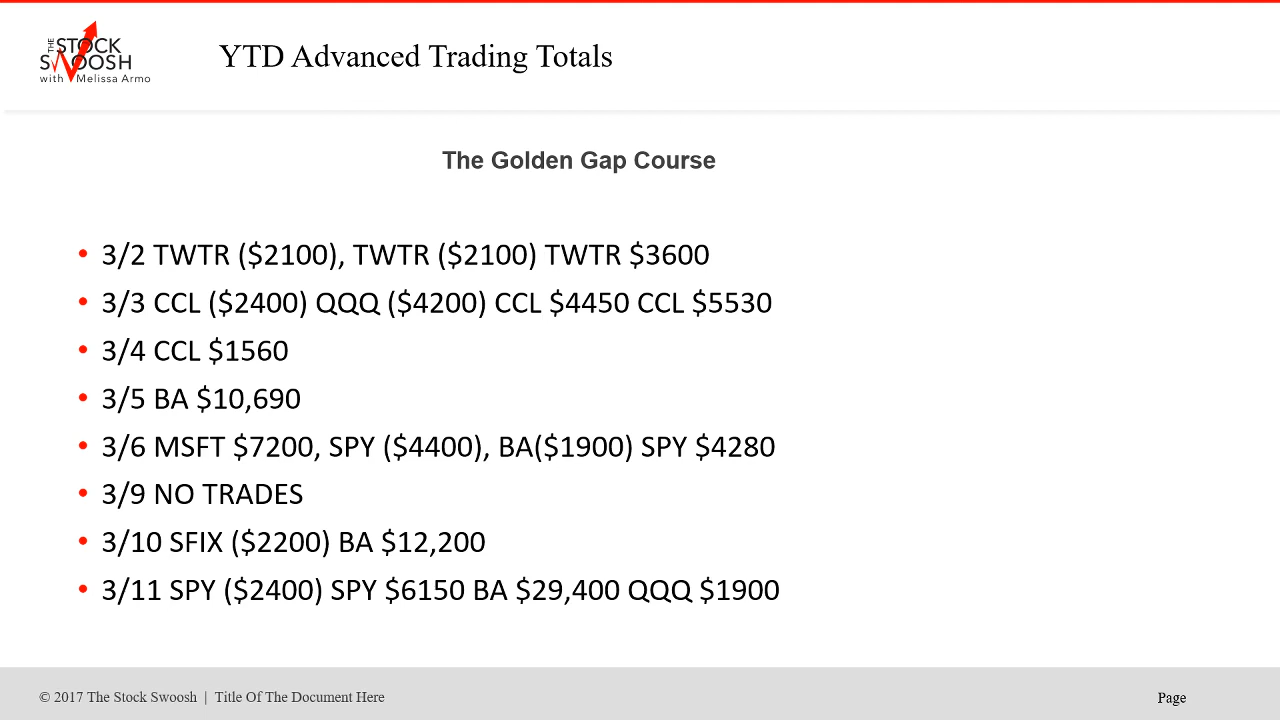 THE STOCK
SWOOSH
with Melissa Armo
YTD Advanced Trading Totals
The Golden Gap Course
• 3/2 TWTR ($2100), TWTR ($2100) TWTR $3600
• 3/3 CCL ($2400) QQQ ($4200) CCL $4450 CCL $5530
• 3/4 CCL $1560
• 3/5 BA $10,690
• 3/6 MSFT $7200, SPY ($4400), BA($1900) SPY $4280
• 3/9 NO TRADES
• 3/10 SFIX ($2200) BA $12,200
• 3/11 SPY ($2400) SPY $6150 BA $29,400 QQQ $1900
© 2017 The Stock Swoosh | Title Of The Document Here
Page